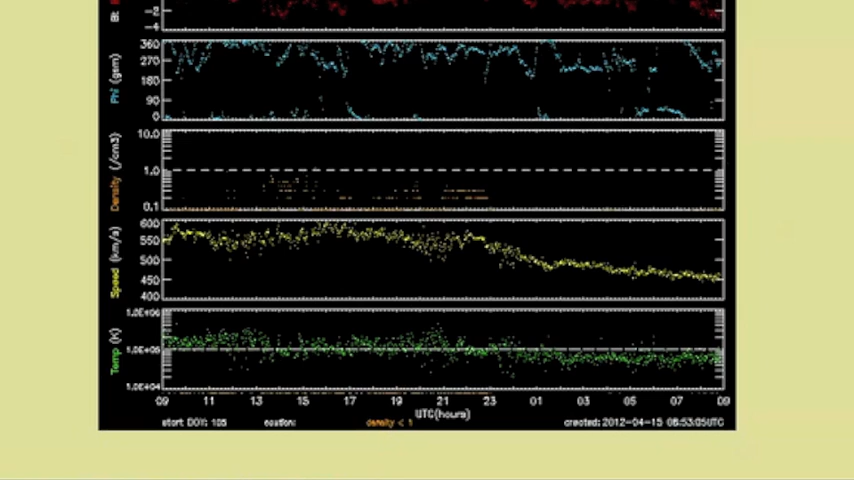 Bt
-2
-4
Phi (gsm)
360
270
180
90
0
Density (/cm3)
10.0
1.0
0.1
Speed (km/s)
600
550
500
450
400
Temp (K)
1.0E+06
1.0E+05
1.0E+04
09 11 13 15 17 19 21 23 01 03 05 07 09
UTC(hours)
start DOY: 105 caution: density < 1 created: 2012-04-15 08:53:05UTC